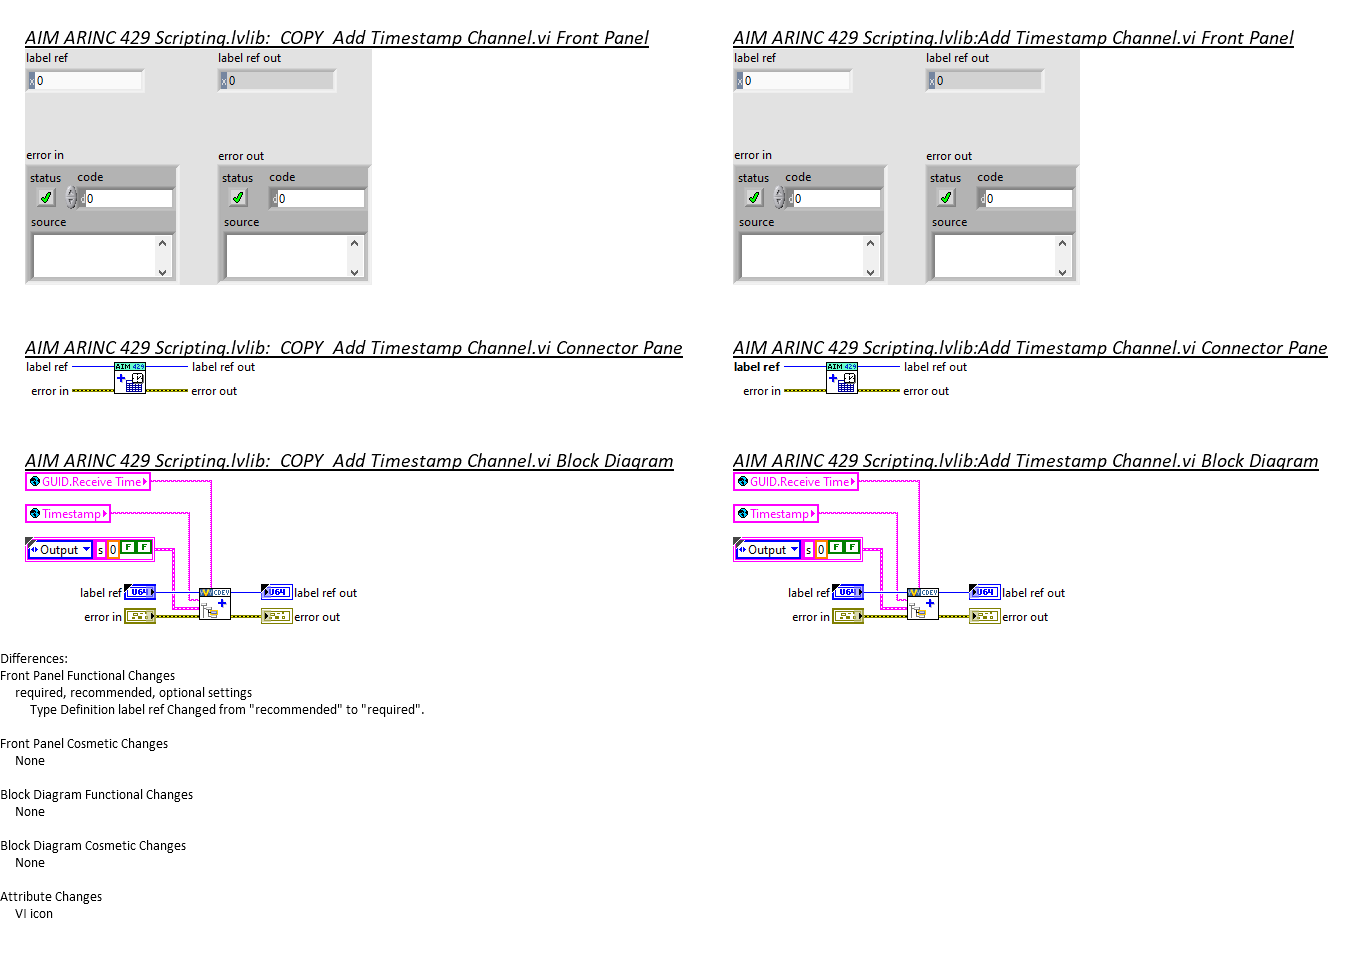 AIM ARINC 429 Scripting.lvlib:  COPY  Add Timestamp Channel.vi Front Panel
label ref
label ref out
x 0
x 0
error in
error out
status code
status code
d 0
d 0
source
source
AIM ARINC 429 Scripting.lvlib:Add Timestamp Channel.vi Front Panel
label ref
label ref out
x 0
x 0
error in
error out
status code
status code
d 0
d 0
source
source
AIM ARINC 429 Scripting.lvlib:  COPY  Add Timestamp Channel.vi Connector Pane
label ref
AIM 429
label ref out
error in
error out
AIM ARINC 429 Scripting.lvlib:Add Timestamp Channel.vi Connector Pane
label ref
AIM 429
label ref out
error in
error out
AIM ARINC 429 Scripting.lvlib:  COPY  Add Timestamp Channel.vi Block Diagram
GUID.Receive Time
Timestamp
Output s 0 F F
label ref U64
CDEV
U64 label ref out
error in
error out
AIM ARINC 429 Scripting.lvlib:Add Timestamp Channel.vi Block Diagram
GUID.Receive Time
Timestamp
Output s 0 F F
label ref U64
CDEV
U64 label ref out
error in
error out
Differences:
Front Panel Functional Changes
required, recommended, optional settings
Type Definition label ref Changed from "recommended" to "required".
Front Panel Cosmetic Changes
None
Block Diagram Functional Changes
None
Block Diagram Cosmetic Changes
None
Attribute Changes
VI icon